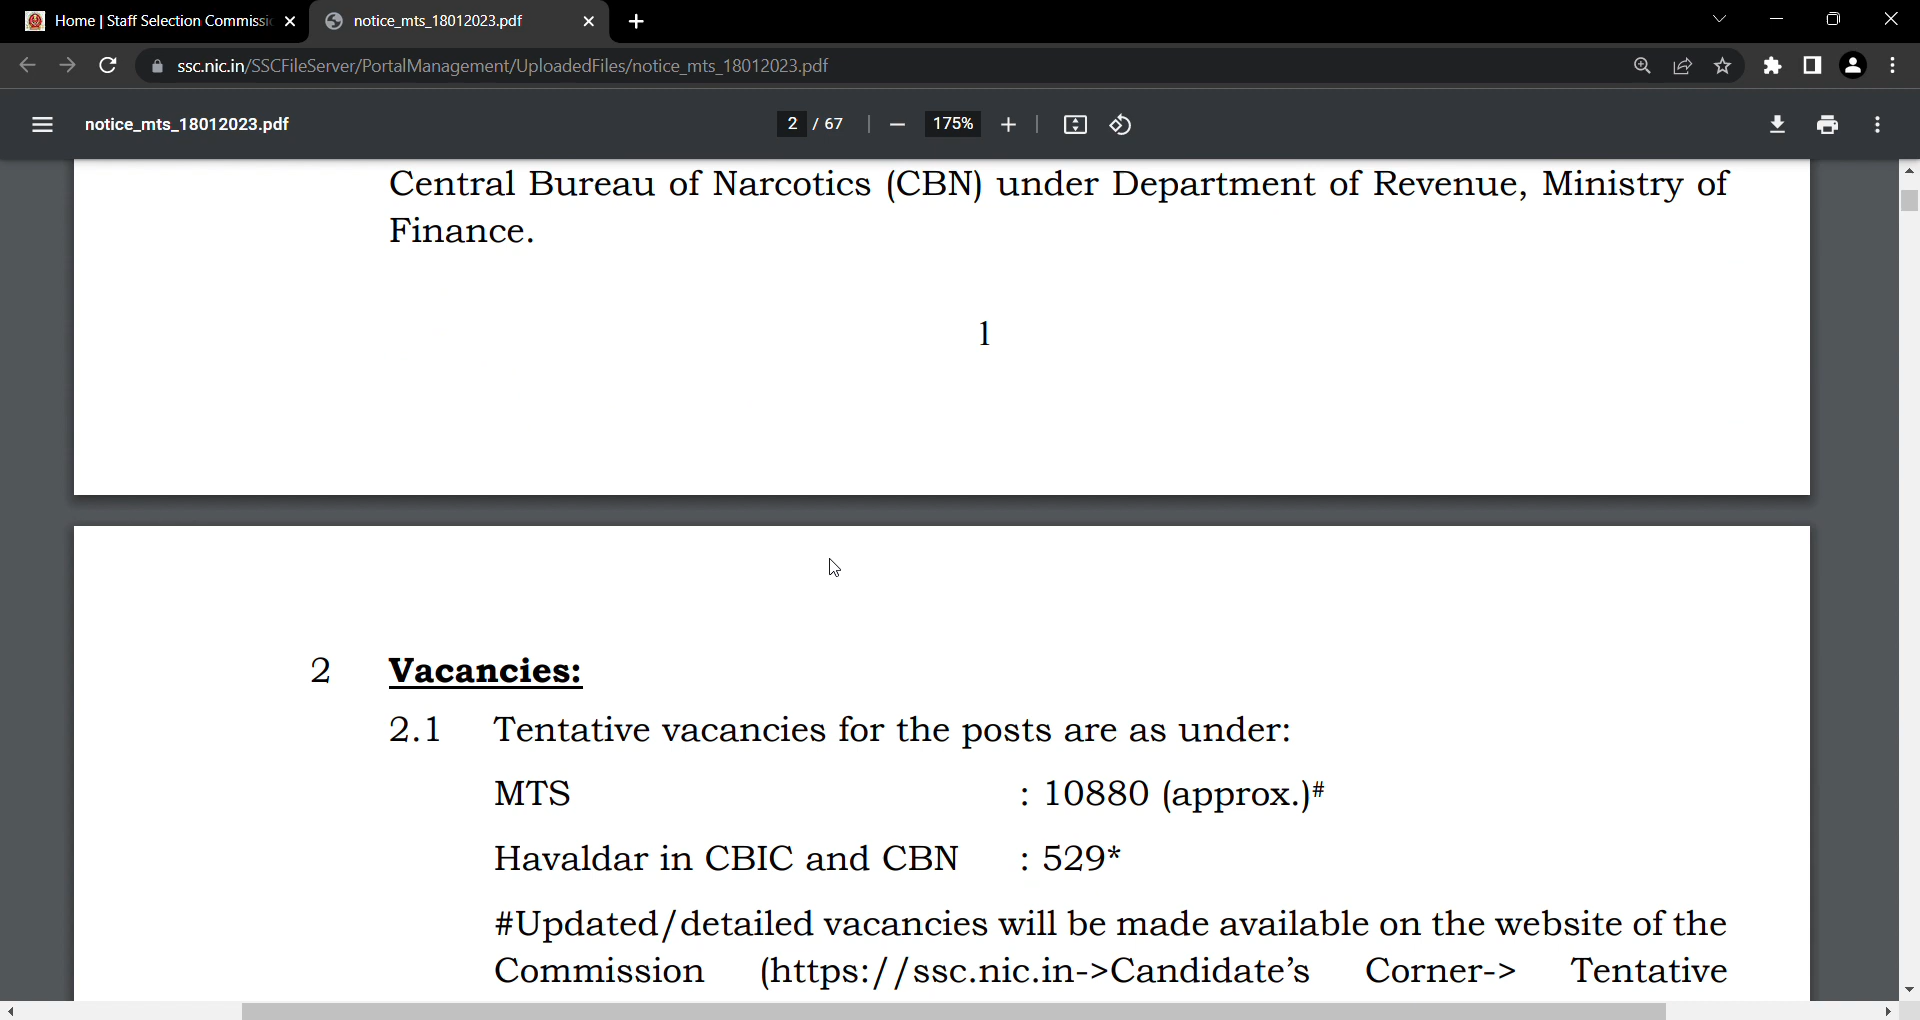 Home | Staff Selection Commissi
notice_mts_18012023.pdf
ssc.nic.in/SSCFileServer/PortalManagement/UploadedFiles/notice_mts_18012023.pdf
notice_mts_18012023.pdf
2 / 67
175%
Central Bureau of Narcotics (CBN) under Department of Revenue, Ministry of
Finance.
1
2 Vacancies:
2.1 Tentative vacancies for the posts are as under:
MTS : 10880 (approx.)#
Havaldar in CBIC and CBN : 529*
#Updated/detailed vacancies will be made available on the website of the
Commission (https://ssc.nic.in->Candidate’s Corner-> Tentative